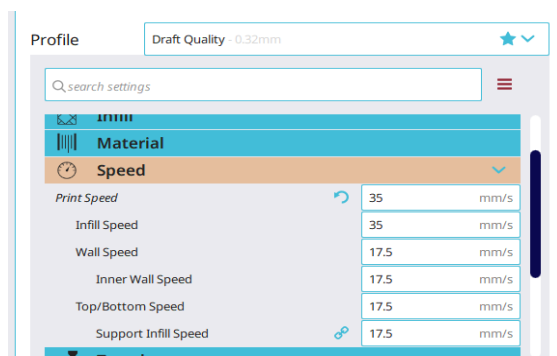 Profile
Draft Quality - 0.32mm
search settings
Infill
Material
Speed
Print Speed 35 mm/s
Infill Speed 35 mm/s
Wall Speed 17.5 mm/s
Inner Wall Speed 17.5 mm/s
Top/Bottom Speed 17.5 mm/s
Support Infill Speed 17.5 mm/s